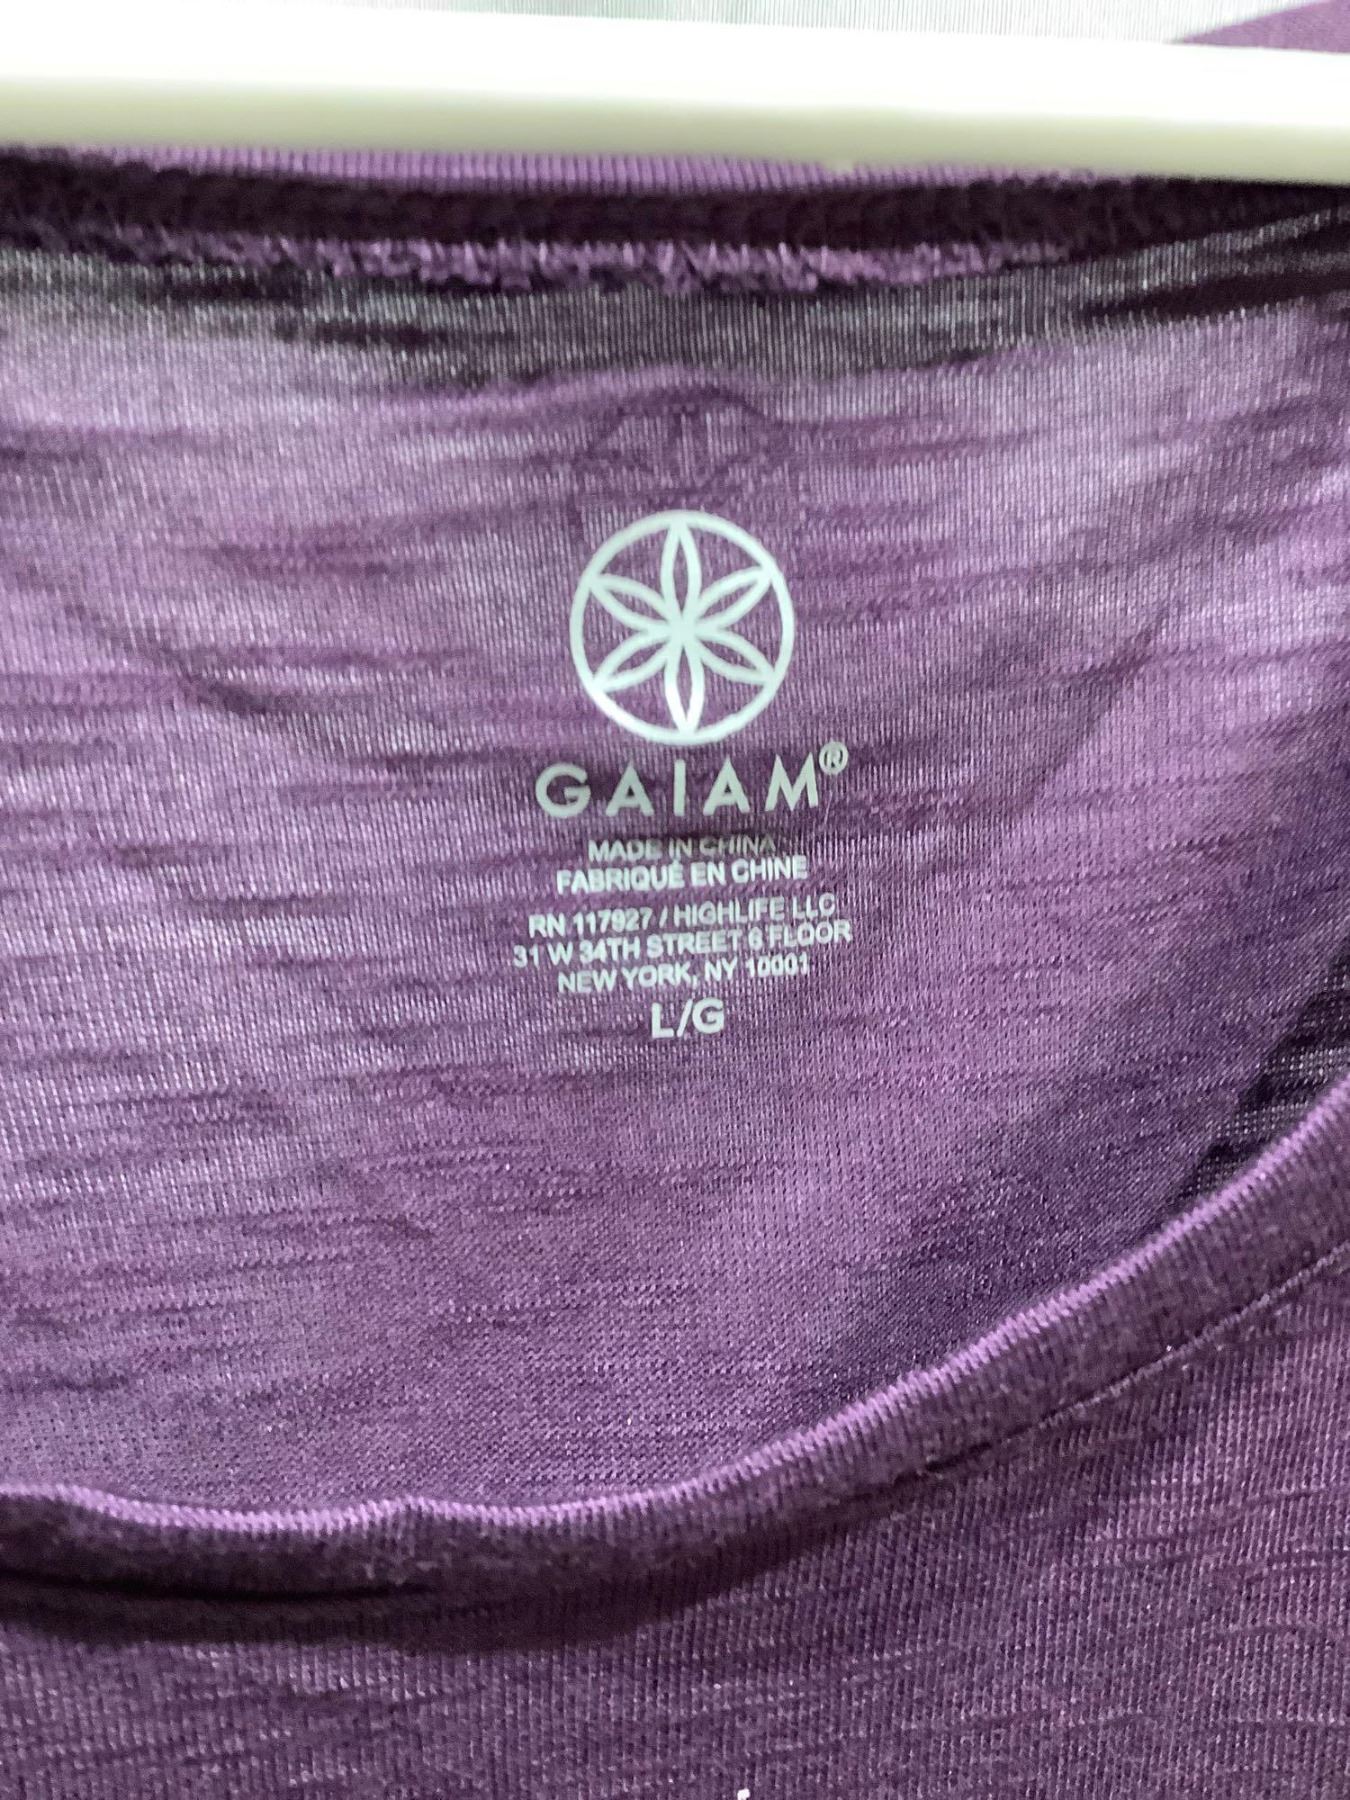 GAIAM®
MADE IN CHINA
FABRIQUÉ EN CHINE
RN 117927 / HIGHLIFE LLC
31 W 34TH STREET 6 FLOOR
NEW YORK, NY 10001
L/G